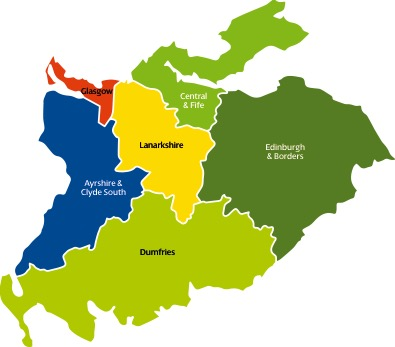 Glasgow
Central
& Fife
Lanarkshire
Edinburgh
& Borders
Ayrshire &
Clyde South
Dumfries